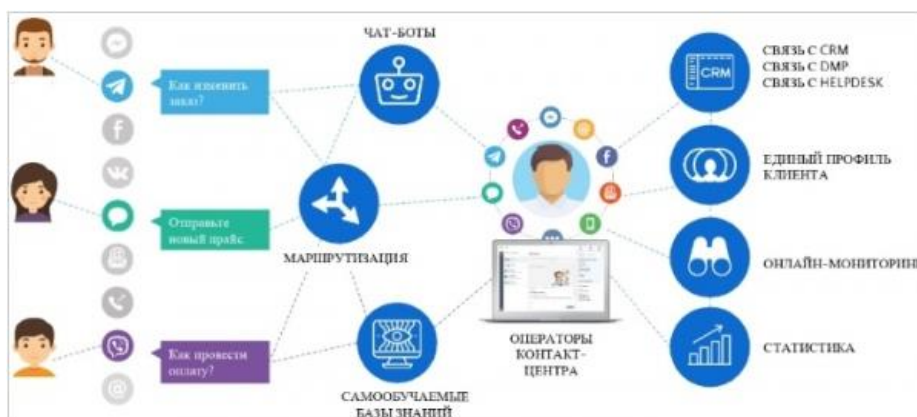 ЧАТ-БОТЫ
Как изменить
заказ?
CRM
СВЯЗЬ С CRM
СВЯЗЬ С DMP
СВЯЗЬ С HELPDESK
ЕДИНЫЙ ПРОФИЛЬ
КЛИЕНТА
Отправьте
новый прайс
МАРШРУТИЗАЦИЯ
ОНЛАЙН-МОНИТОРИНГ
Как провести
оплату?
ОПЕРАТОРЫ
КОНТАКТ-
ЦЕНТРА
СТАТИСТИКА
САМООБУЧАЕМЫЕ
БАЗЫ ЗНАНИЙ